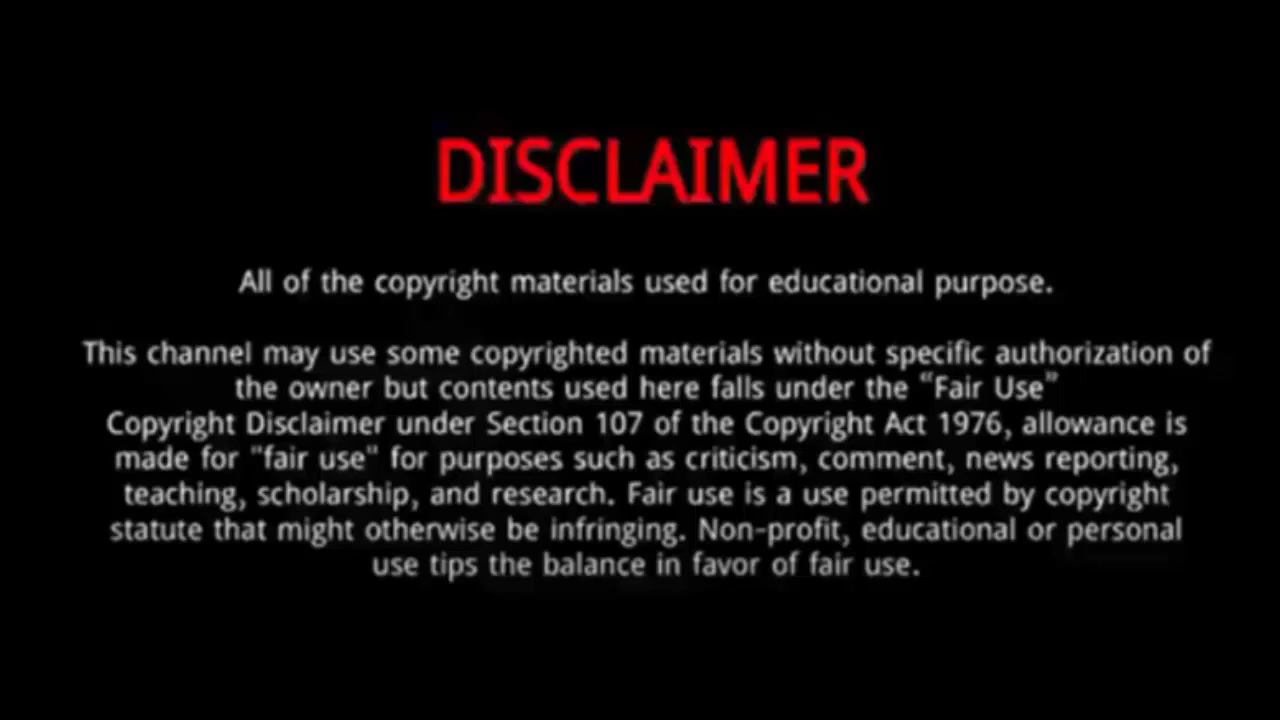 DISCLAIMER
All of the copyright materials used for educational purpose.
This channel may use some copyrighted materials without specific authorization of
the owner but contents used here falls under the “Fair Use”
Copyright Disclaimer under Section 107 of the Copyright Act 1976, allowance is
made for "fair use" for purposes such as criticism, comment, news reporting,
teaching, scholarship, and research. Fair use is a use permitted by copyright
statute that might otherwise be infringing. Non-profit, educational or personal
use tips the balance in favor of fair use.